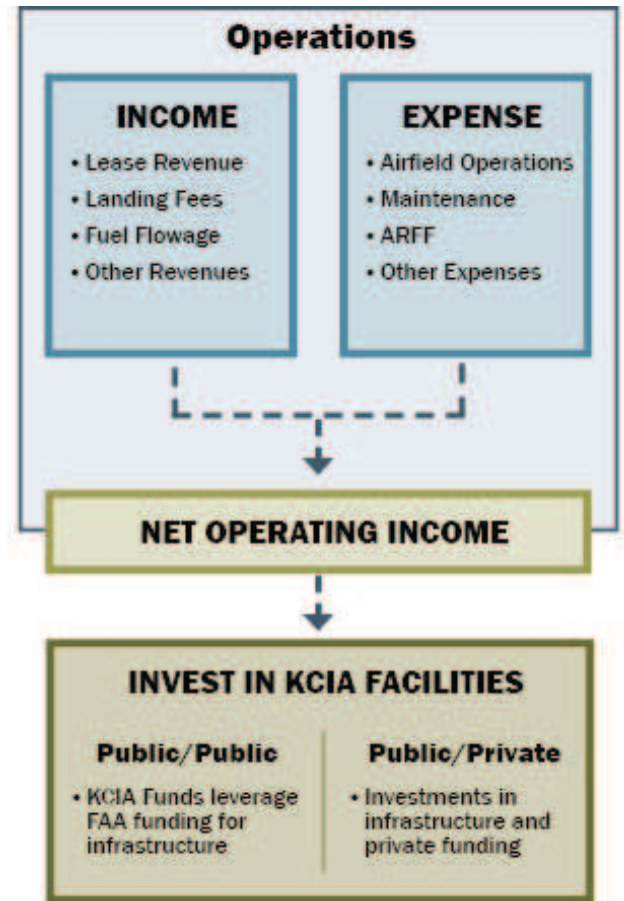 Operations
INCOME
• Lease Revenue
• Landing Fees
• Fuel Flowage
• Other Revenues
EXPENSE
• Airfield Operations
• Maintenance
• ARFF
• Other Expenses
NET OPERATING INCOME
INVEST IN KCIA FACILITIES
Public/Public
• KCIA Funds leverage
FAA funding for
infrastructure
Public/Private
• Investments in
infrastructure and
private funding